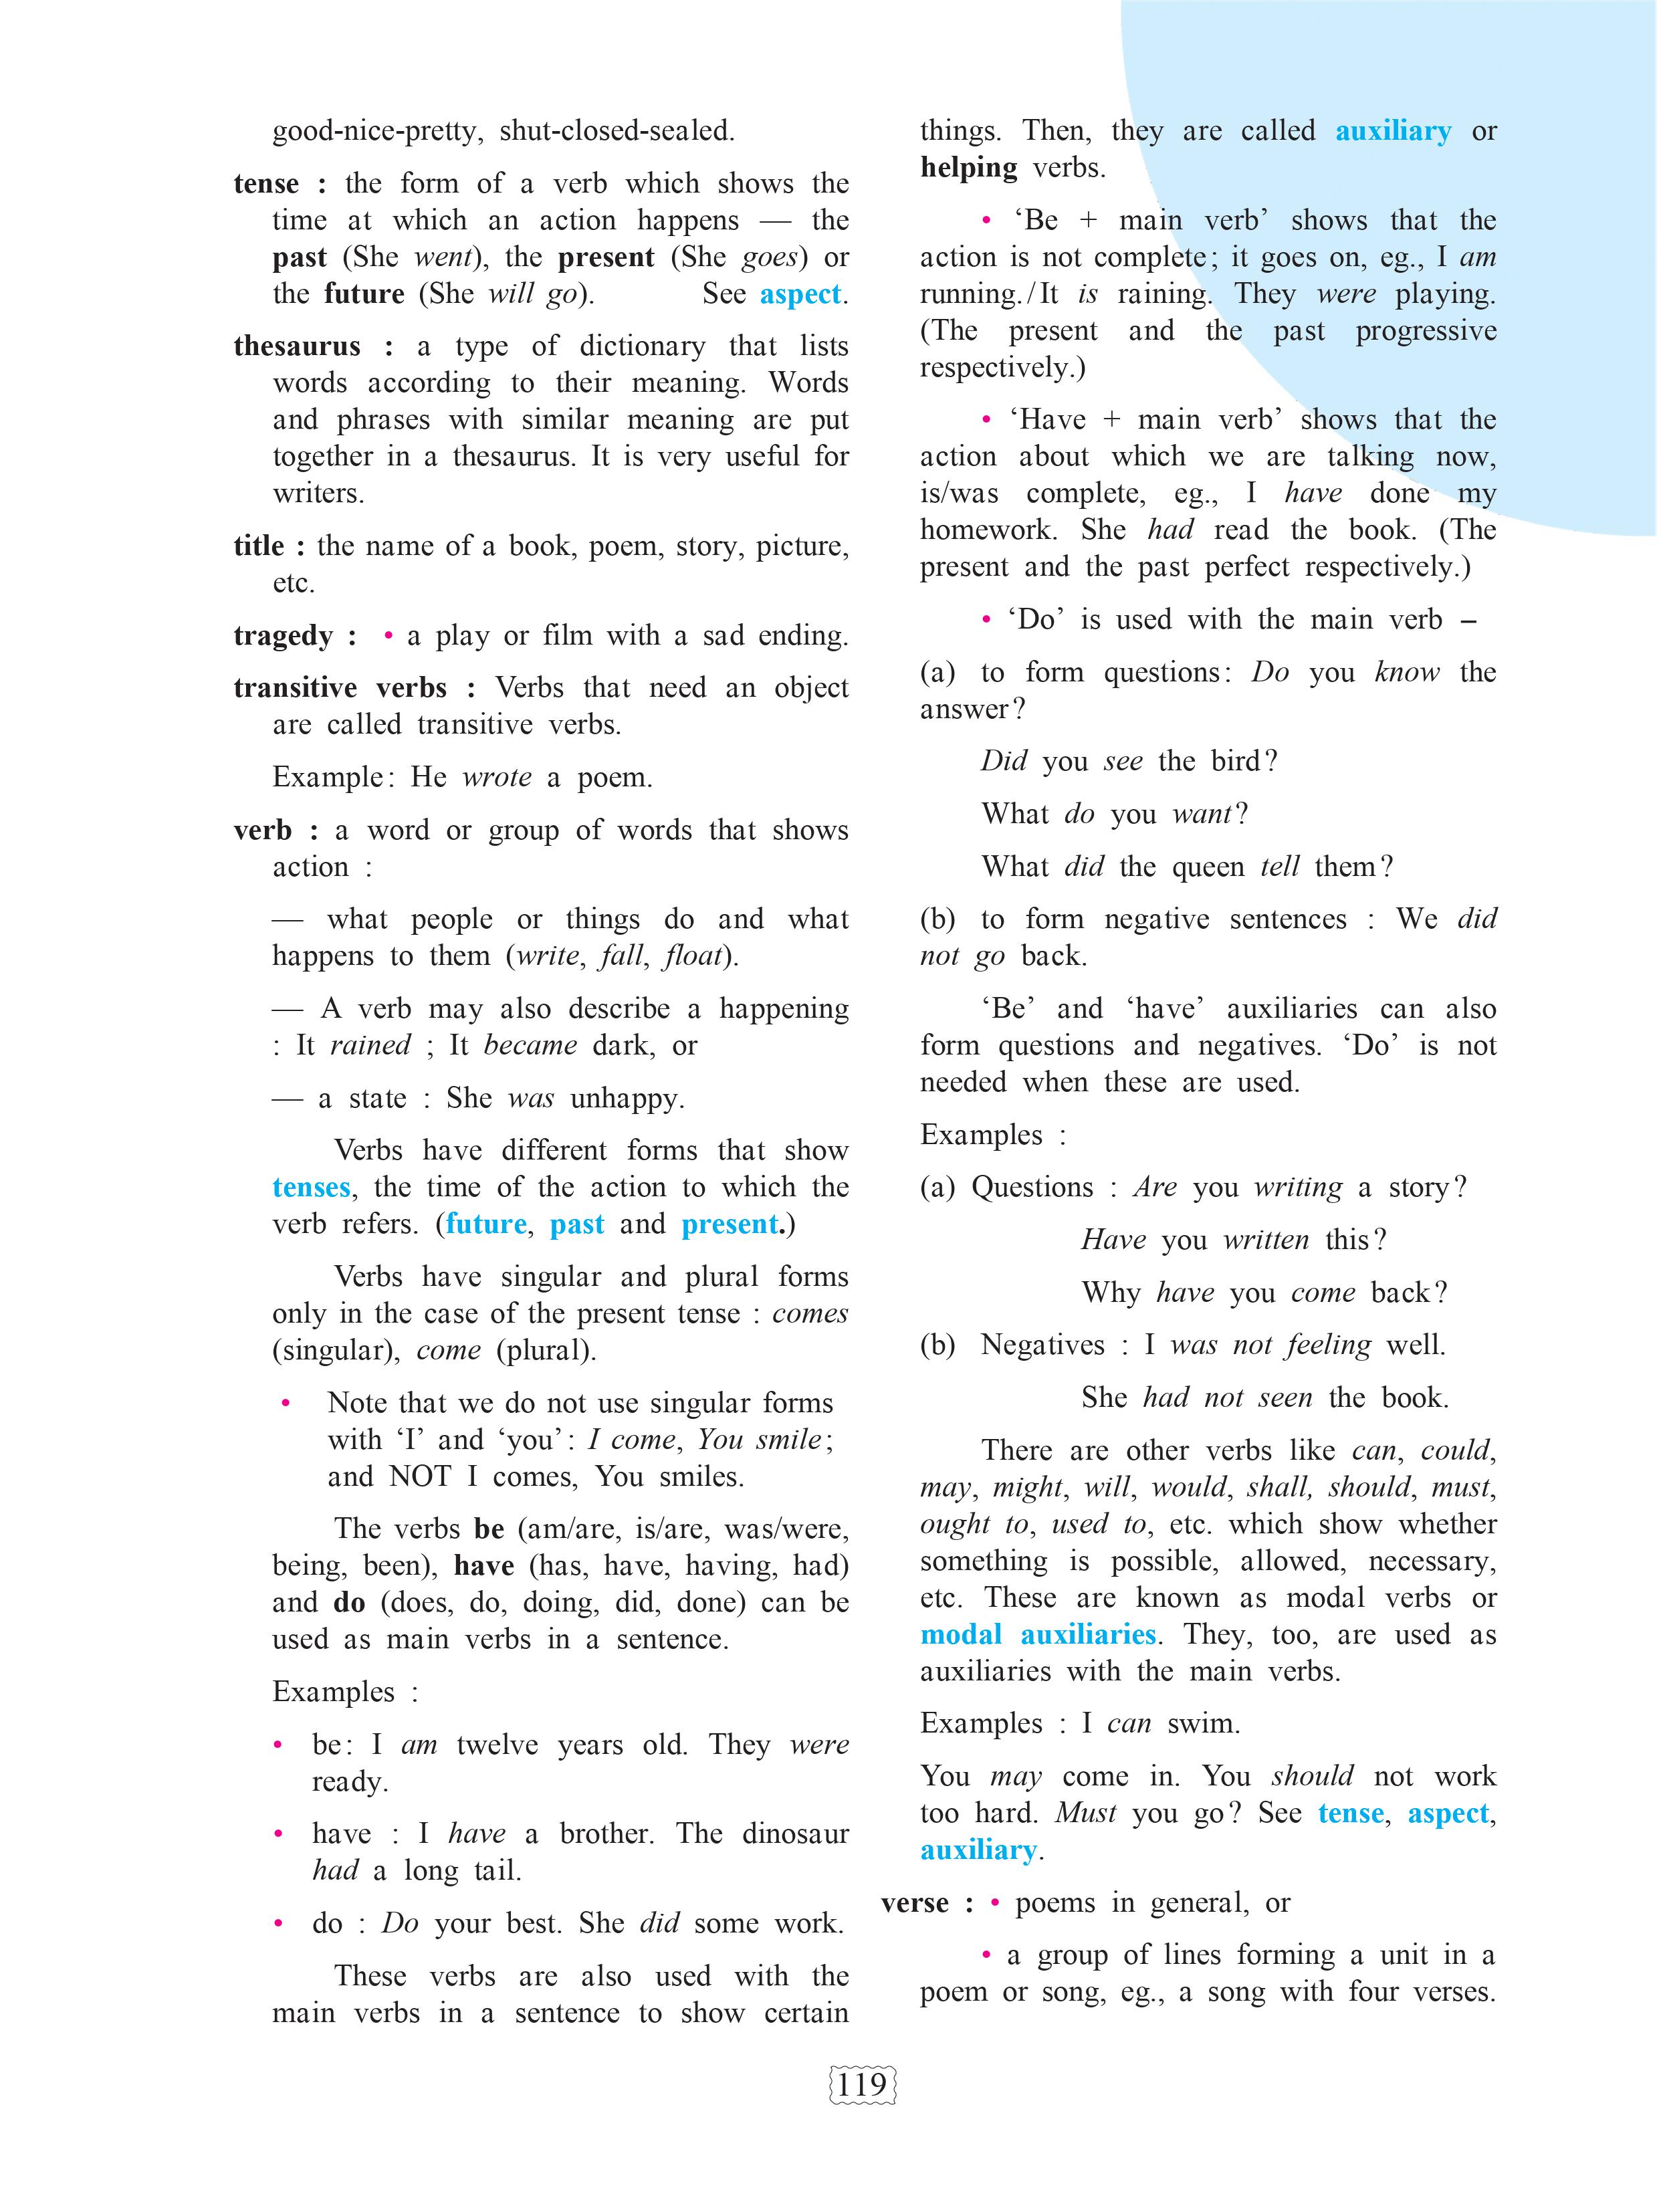 good-nice-pretty, shut-closed-sealed.
tense : the form of a verb which shows the
time at which an action happens — the
past (She went), the present (She goes) or
the future (She will go). See aspect.
thesaurus : a type of dictionary that lists
words according to their meaning. Words
and phrases with similar meaning are put
together in a thesaurus. It is very useful for
writers.
title : the name of a book, poem, story, picture,
etc.
tragedy : • a play or film with a sad ending.
transitive verbs : Verbs that need an object
are called transitive verbs.
Example: He wrote a poem.
verb : a word or group of words that shows
action :
— what people or things do and what
happens to them (write, fall, float).
— A verb may also describe a happening
: It rained ; It became dark, or
— a state : She was unhappy.
Verbs have different forms that show
tenses, the time of the action to which the
verb refers. (future, past and present.)
Verbs have singular and plural forms
only in the case of the present tense : comes
(singular), come (plural).
• Note that we do not use singular forms
with ‘I’ and ‘you’: I come, You smile;
and NOT I comes, You smiles.
The verbs be (am/are, is/are, was/were,
being, been), have (has, have, having, had)
and do (does, do, doing, did, done) can be
used as main verbs in a sentence.
Examples :
• be: I am twelve years old. They were
ready.
• have : I have a brother. The dinosaur
had a long tail.
• do : Do your best. She did some work.
These verbs are also used with the
main verbs in a sentence to show certain
things. Then, they are called auxiliary or
helping verbs.
• ‘Be + main verb’ shows that the
action is not complete; it goes on, eg., I am
running./It is raining. They were playing.
(The present and the past progressive
respectively.)
• ‘Have + main verb’ shows that the
action about which we are talking now,
is/was complete, eg., I have done my
homework. She had read the book. (The
present and the past perfect respectively.)
• ‘Do’ is used with the main verb –
(a) to form questions: Do you know the
answer?
Did you see the bird?
What do you want?
What did the queen tell them?
(b) to form negative sentences : We did
not go back.
‘Be’ and ‘have’ auxiliaries can also
form questions and negatives. ‘Do’ is not
needed when these are used.
Examples :
(a) Questions : Are you writing a story?
Have you written this?
Why have you come back?
(b) Negatives : I was not feeling well.
She had not seen the book.
There are other verbs like can, could,
may, might, will, would, shall, should, must,
ought to, used to, etc. which show whether
something is possible, allowed, necessary,
etc. These are known as modal verbs or
modal auxiliaries. They, too, are used as
auxiliaries with the main verbs.
Examples : I can swim.
You may come in. You should not work
too hard. Must you go? See tense, aspect,
auxiliary.
verse : • poems in general, or
• a group of lines forming a unit in a
poem or song, eg., a song with four verses.
119